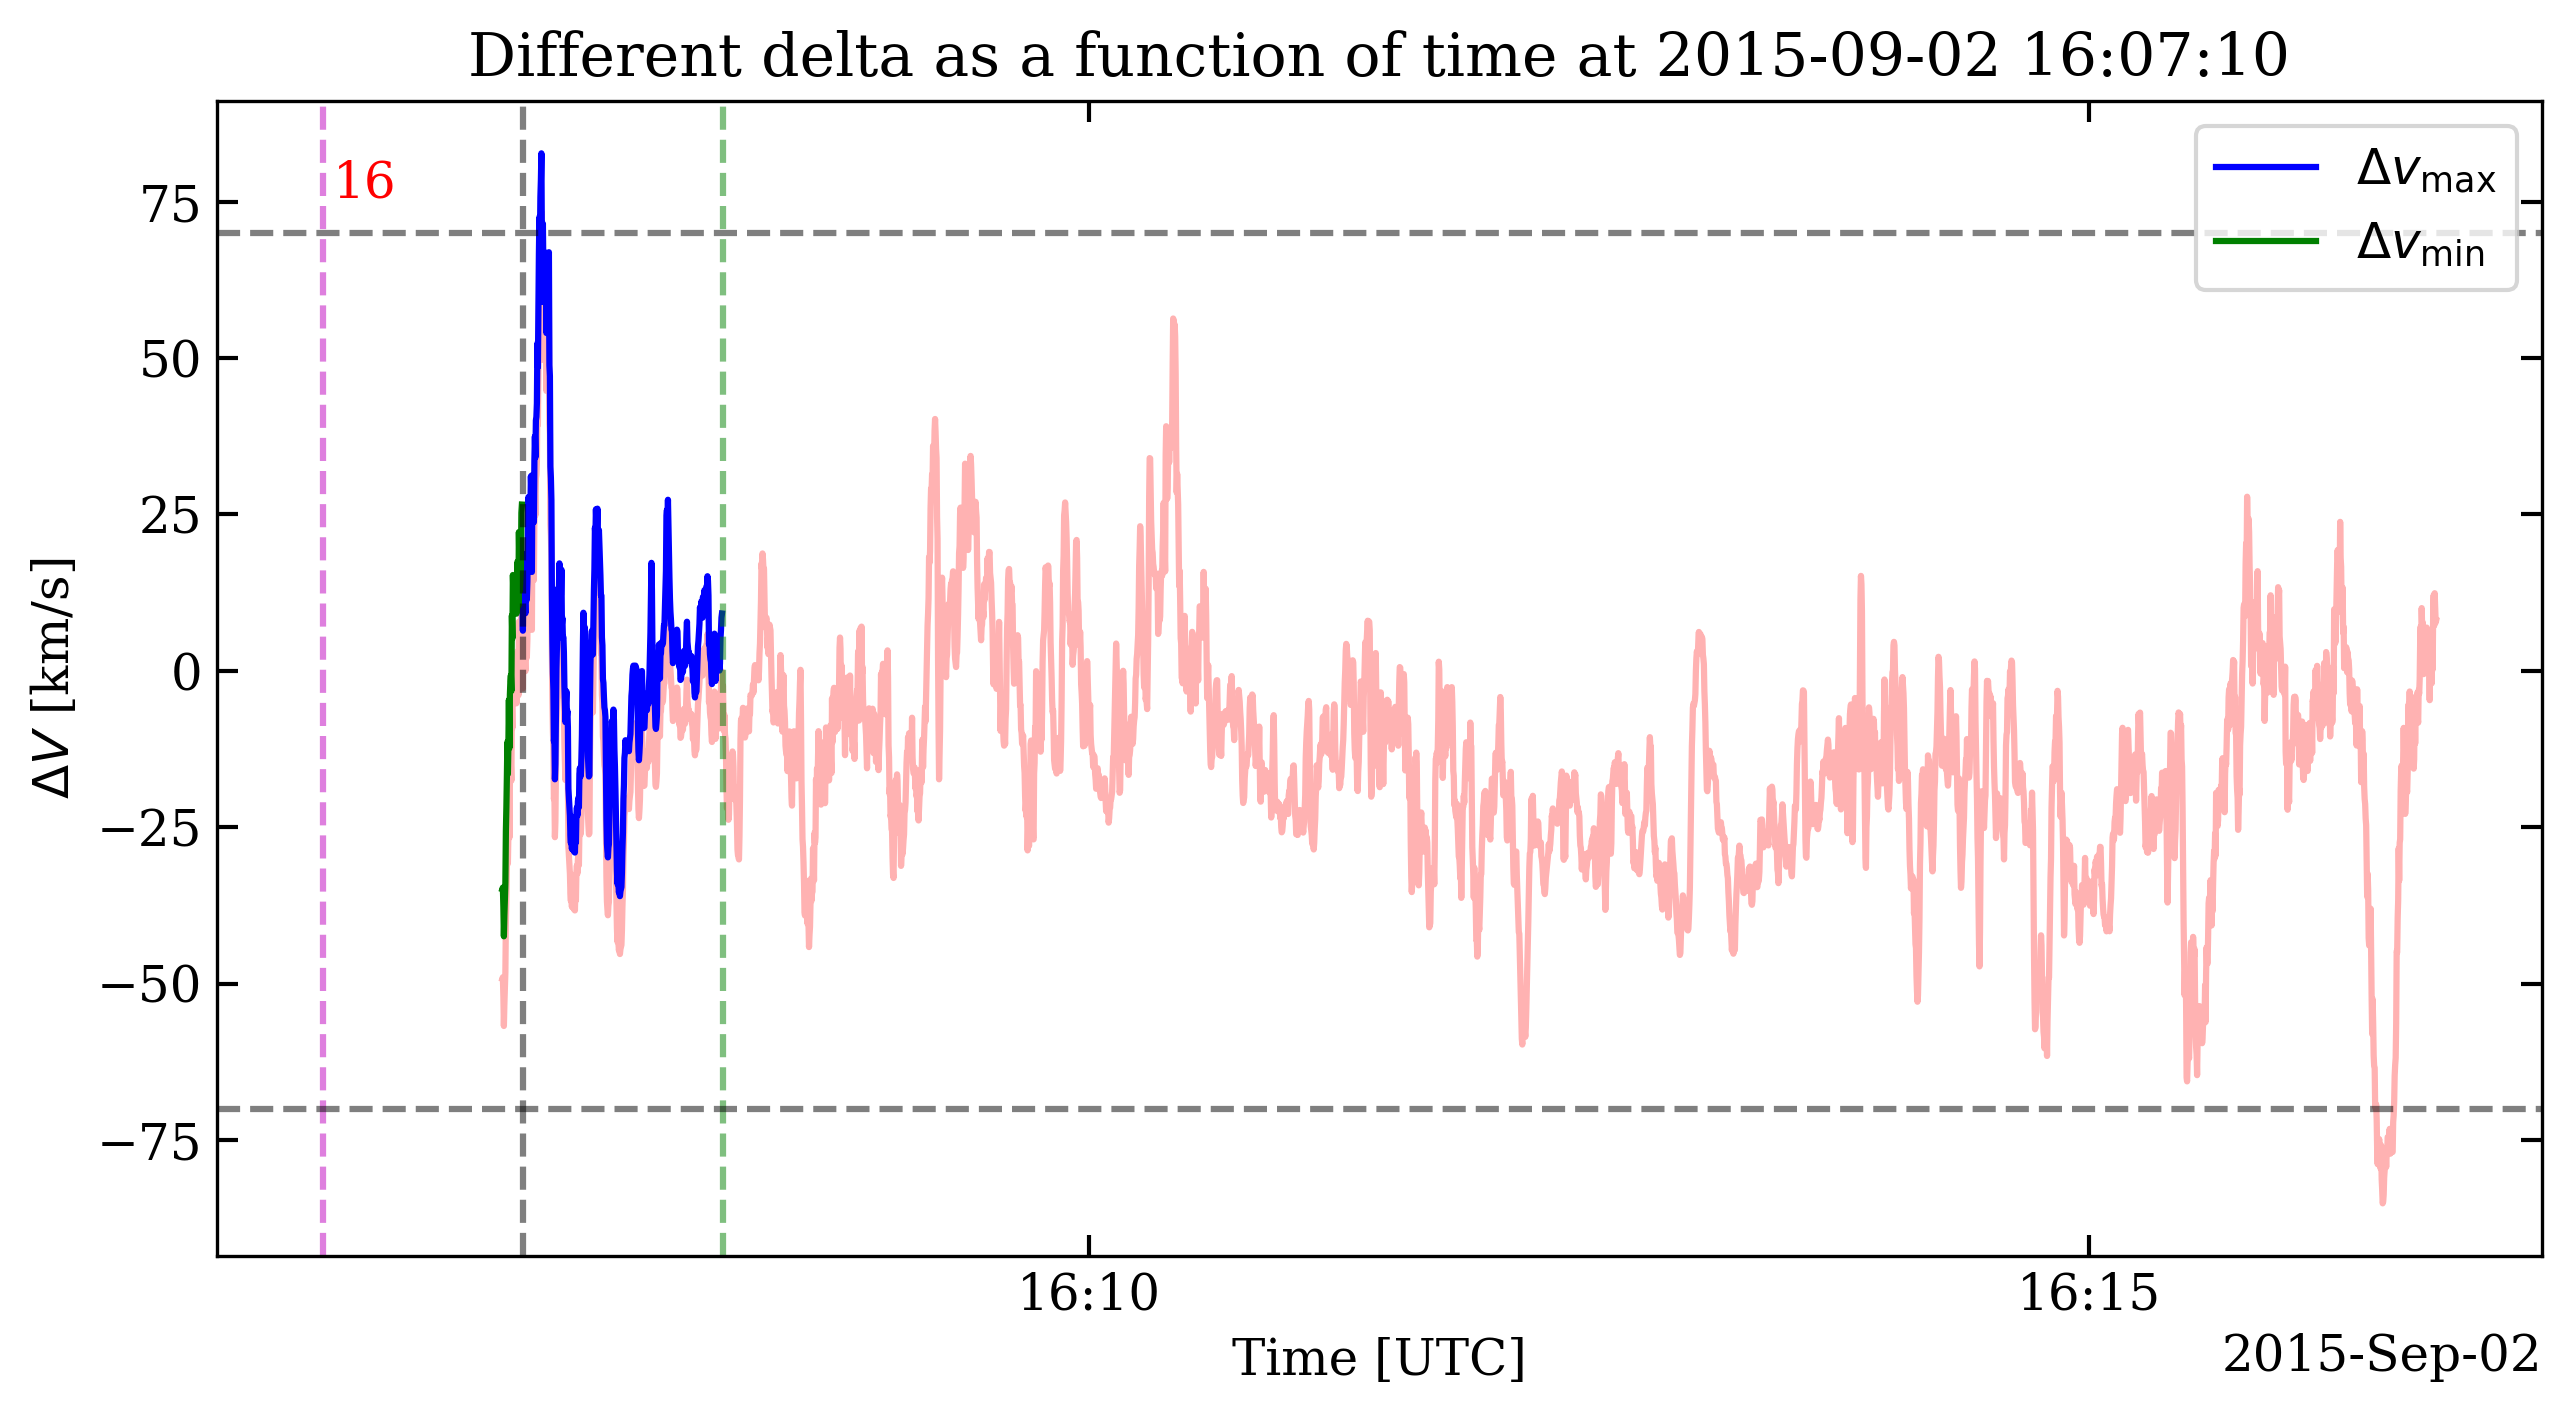 Different delta as a function of time at 2015-09-02 16:07:10
16
Δv_max
Δv_min
75
50
25
0
−25
−50
−75
ΔV [km/s]
16:10
16:15
Time [UTC]
2015-Sep-02